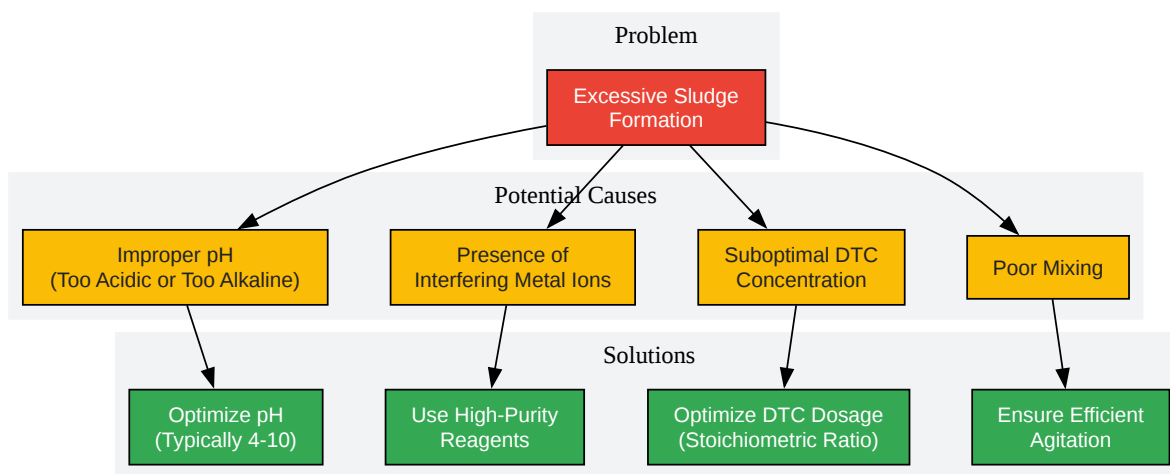 Problem
Excessive Sludge
Formation
Potential Causes
Improper pH
(Too Acidic or Too Alkaline)
Presence of
Interfering Metal Ions
Suboptimal DTC
Concentration
Poor Mixing
Solutions
Optimize pH
(Typically 4-10)
Use High-Purity
Reagents
Optimize DTC Dosage
(Stoichiometric Ratio)
Ensure Efficient
Agitation